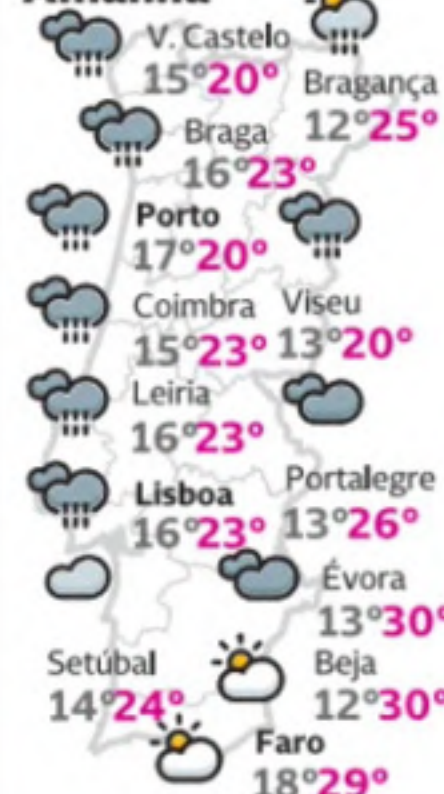 V. Castelo
15° 20°
Bragança
12° 25°
Braga
16° 23°
Porto
17° 20°
Coimbra
15° 23°
Viseu
13° 20°
Leiria
16° 23°
Lisboa
16° 23°
Portalegre
13° 26°
Évora
13° 30°
Setúbal
14° 24°
Beja
12° 30°
Faro
18° 29°